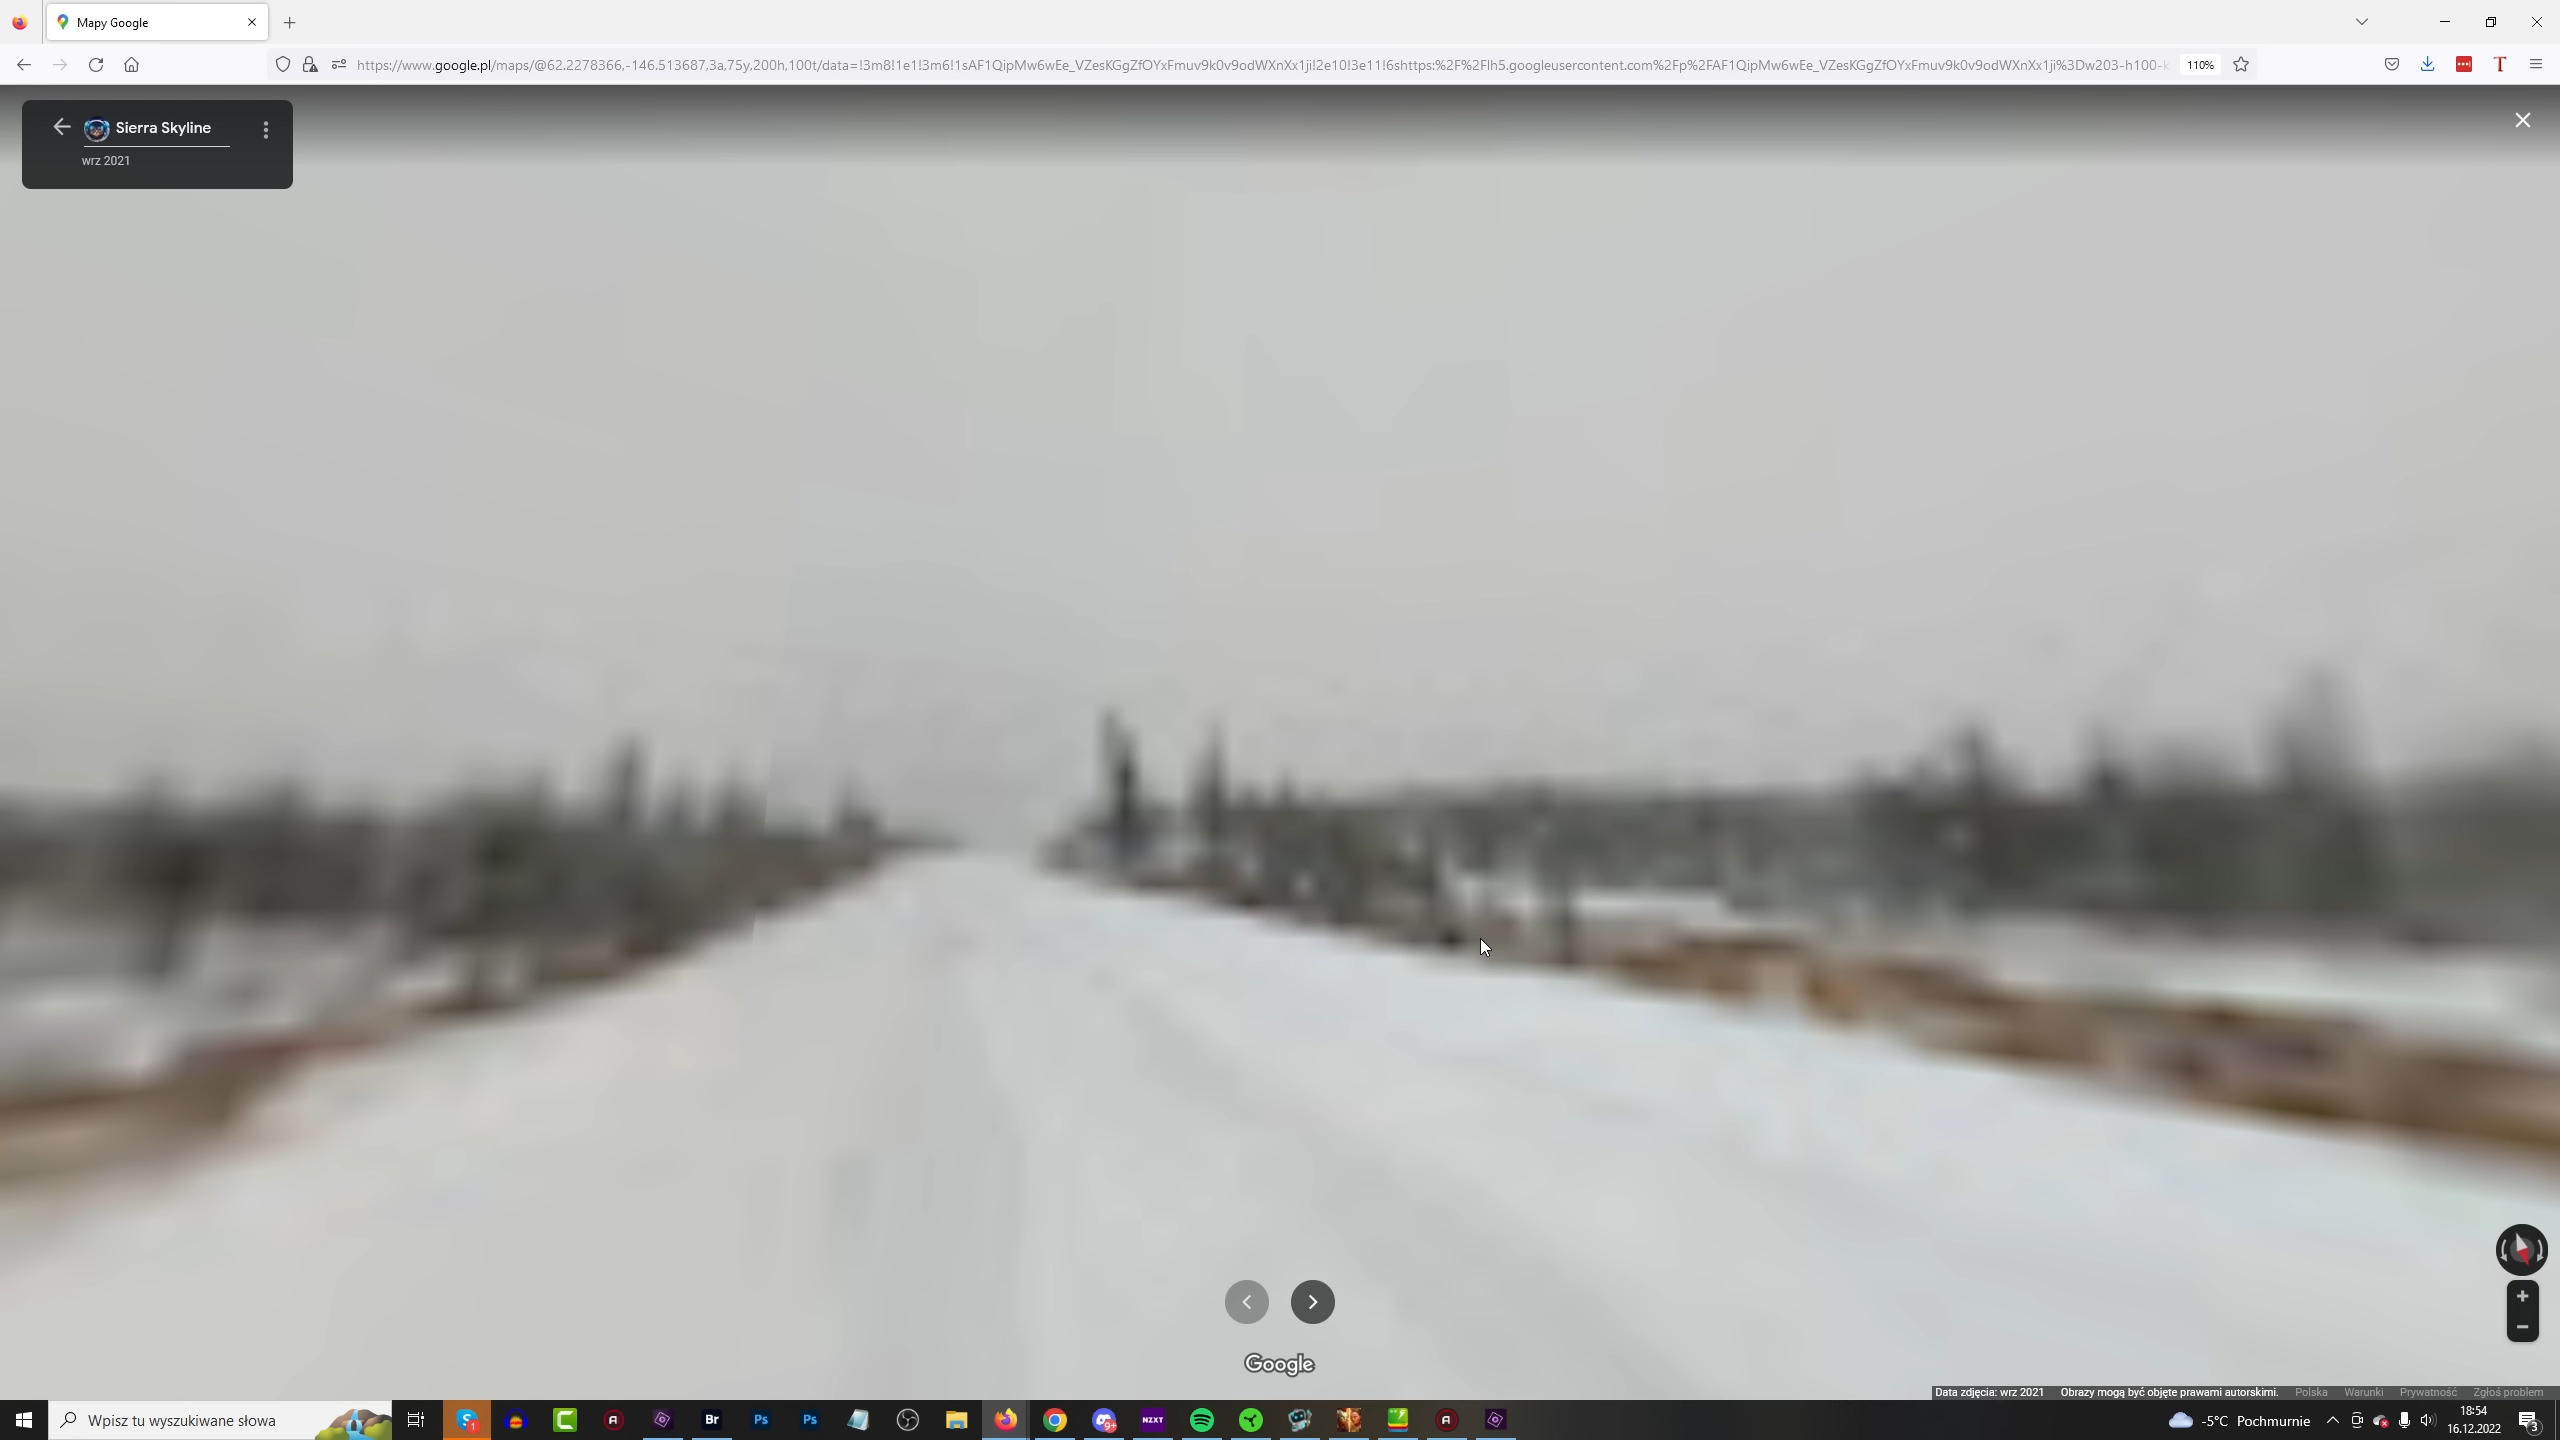 Mapy Google
https://www.google.pl/maps/@62.2278366,-146.513687,3a,75y,200h,100t/data=!3m8!1e1!3m6!1sAF1QipMw6wEe_VZesKGgZfOYxFmuv9k0v9odWXnXx1ji!2e10!3e11!6shttps:%2F%2Flh5.googleusercontent.com%2Fp%2FAF1QipMw6wEe_VZesKGgZfOYxFmuv9k0v9odWXnXx1ji%3Dw203-h100-k
110%
Sierra Skyline
wrz 2021
Google
Data zdjęcia: wrz 2021 Obrazy mogą być objęte prawami autorskimi. Polska Warunki Prywatność Zgłoś problem
Wpisz tu wyszukiwane słowa
Br
Ps
Ps
9+
NZXT
-5°C Pochmurnie
18:54
16.12.2022
3